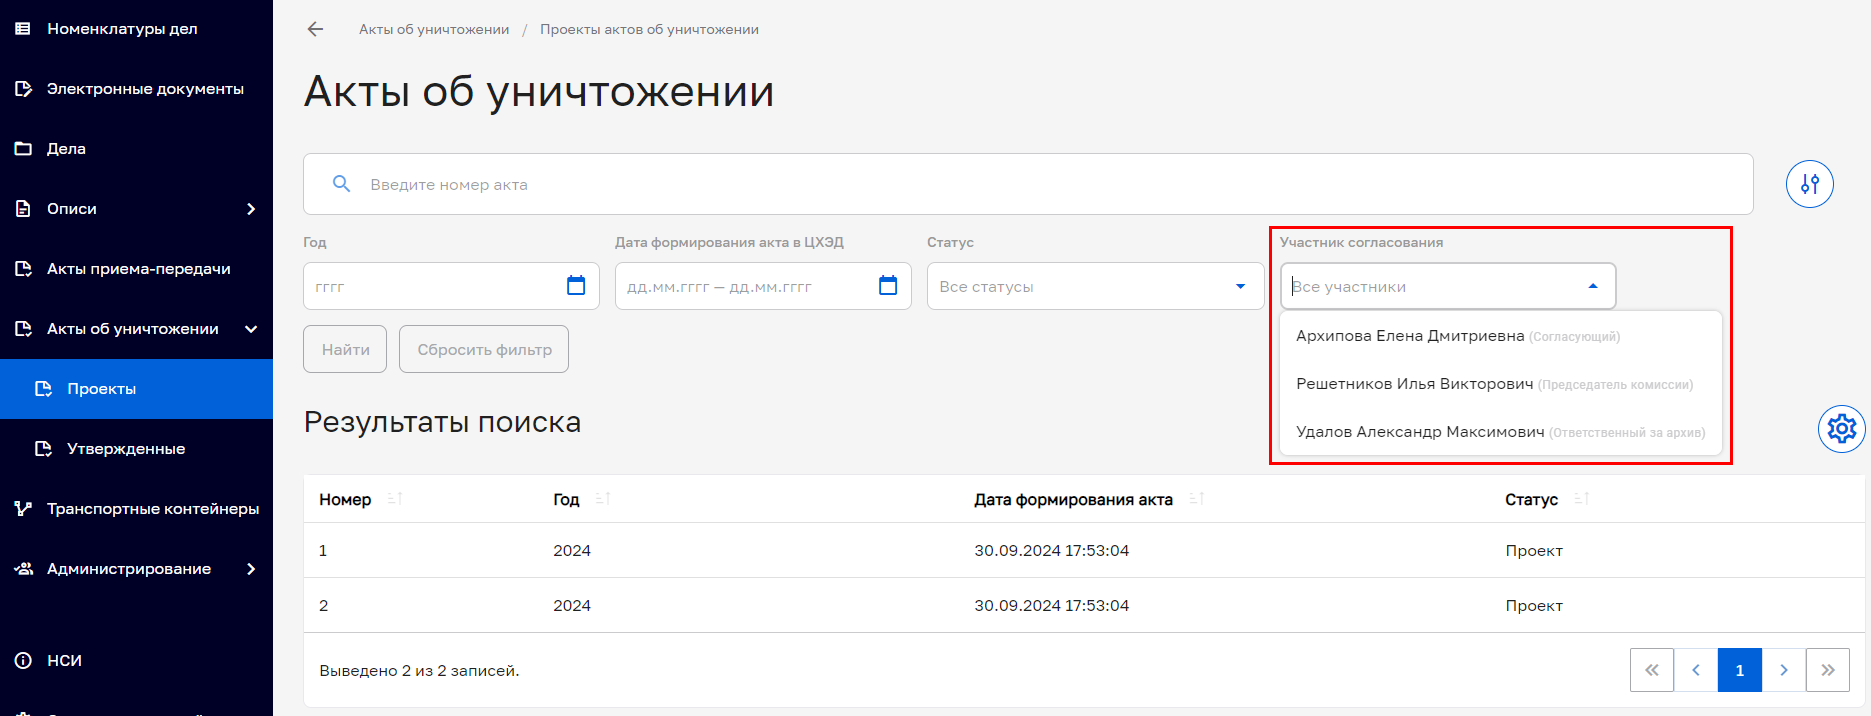 Номенклатуры дел
Электронные документы
Дела
Описи
Акты приема-передачи
Акты об уничтожении
Проекты
Утвержденные
Транспортные контейнеры
Администрирование
НСИ
Акты об уничтожении / Проекты актов об уничтожении
Акты об уничтожении
Введите номер акта
Год
гггг
Дата формирования акта в ЦХЭД
дд.мм.гггг — дд.мм.гггг
Статус
Все статусы
Участник согласования
Все участники
Архипова Елена Дмитриевна (Согласующий)
Решетников Илья Викторович (Председатель комиссии)
Удалов Александр Максимович (Ответственный за архив)
Найти
Сбросить фильтр
Результаты поиска
Номер Год Дата формирования акта Статус
1 2024 30.09.2024 17:53:04 Проект
2 2024 30.09.2024 17:53:04 Проект
Выведено 2 из 2 записей.
« ‹ 1 › »